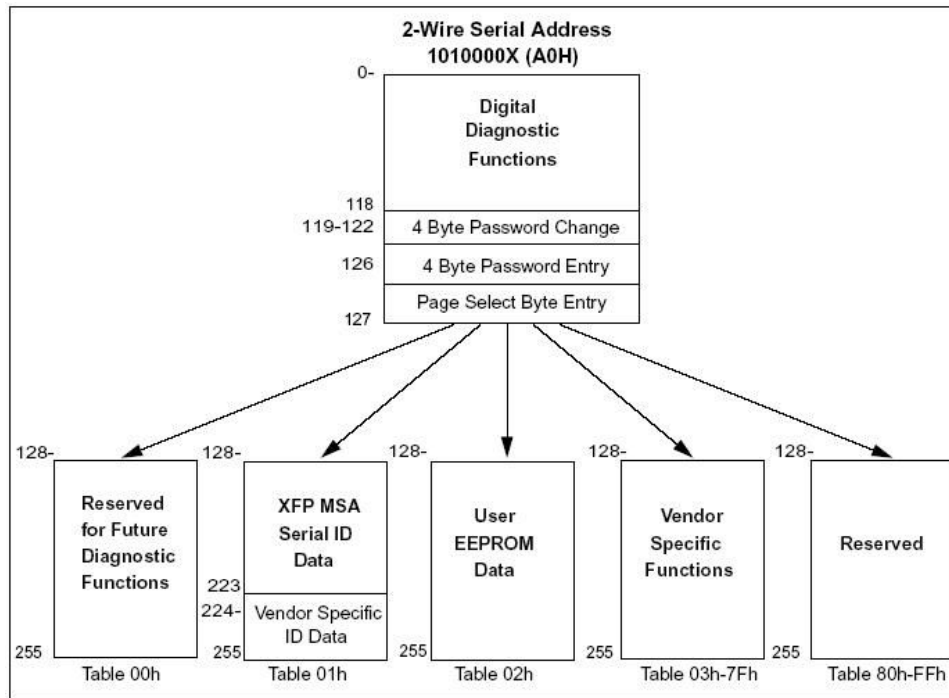 2-Wire Serial Address
1010000X (A0H)
0-
Digital
Diagnostic
Functions
118
119-122
4 Byte Password Change
126
4 Byte Password Entry
Page Select Byte Entry
127
128-
Reserved
for Future
Diagnostic
Functions
255
Table 00h
128-
XFP MSA
Serial ID
Data
223
224-
Vendor Specific
ID Data
255
Table 01h
128-
User
EEPROM
Data
255
Table 02h
128-
Vendor
Specific
Functions
255
Table 03h-7Fh
128-
Reserved
255
Table 80h-FFh